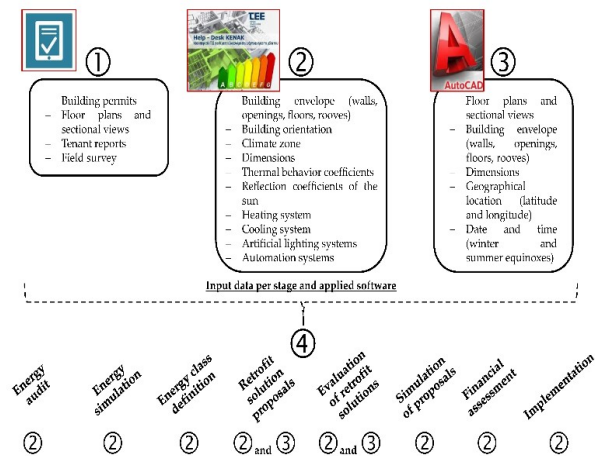 TEE
Help - Desk KENAK
A B C D E F G
AutoCAD
1
2
3
Building permits
– Floor plans and
sectional views
– Tenant reports
– Field survey
Building envelope (walls,
openings, floors, rooves)
– Building orientation
– Climate zone
– Dimensions
– Thermal behavior coefficients
– Reflection coefficients of the
sun
– Heating system
– Cooling system
– Artificial lighting systems
– Automation systems
Floor plans and
sectional views
– Building envelope
(walls, openings,
floors, rooves)
– Dimensions
– Geographical
location (latitude
and longitude)
– Date and time
(winter and
summer equinoxes)
Input data per stage and applied software
4
Energy
audit
Energy
simulation
Energy class
definition
Retrofit
solution
proposals
Evaluation
of retrofit
solutions
Simulation
of proposals
Financial
assessment
Implementation
2
2
2
2 and 3
2 and 3
2
2
2